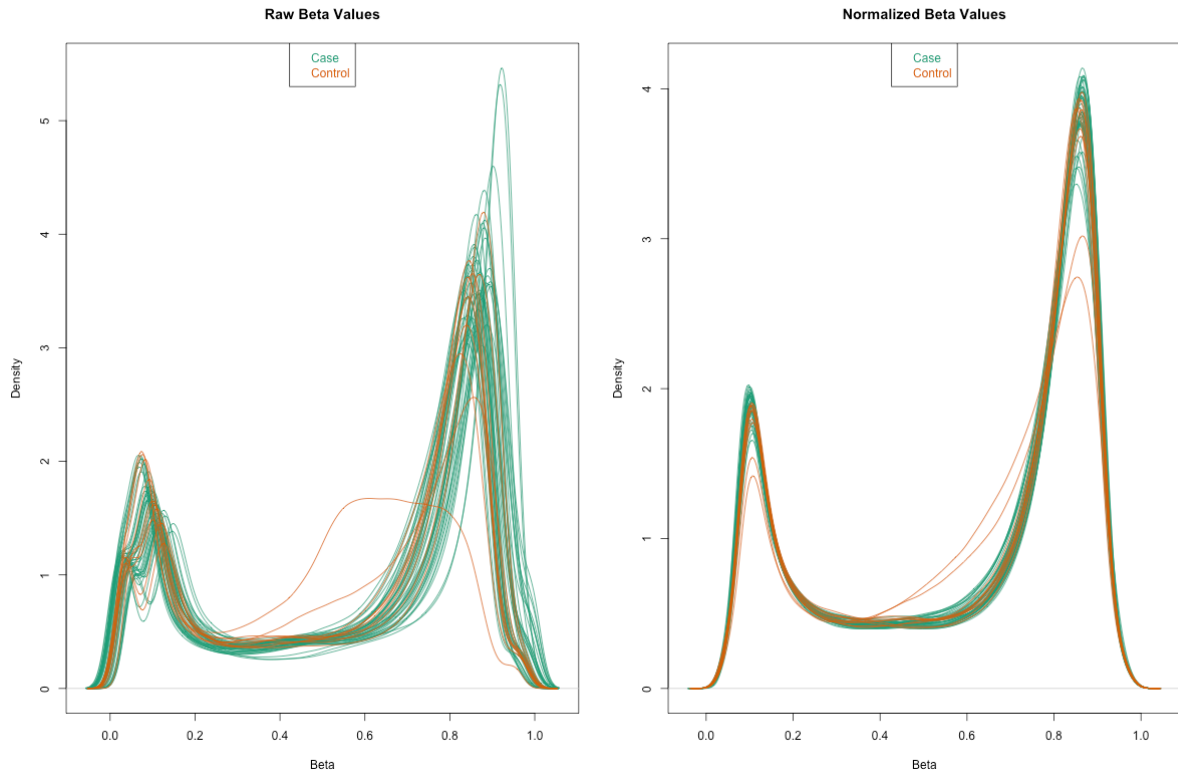 Raw Beta Values
Case
Control
Density
0
1
2
3
4
5
0.0 0.2 0.4 0.6 0.8 1.0
Beta
Normalized Beta Values
Case
Control
Density
0
1
2
3
4
0.0 0.2 0.4 0.6 0.8 1.0
Beta